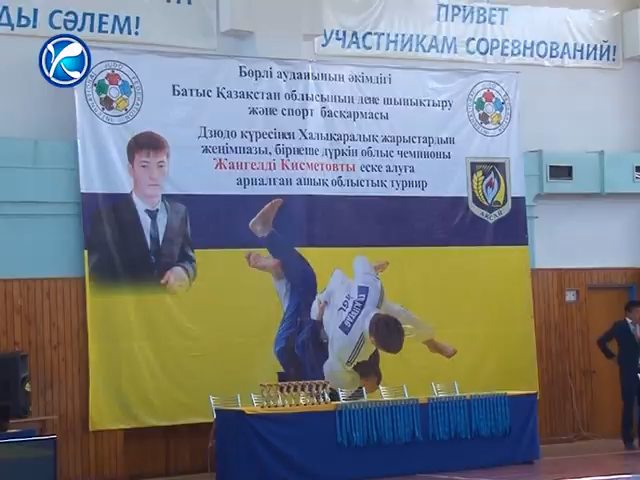 ДЫ СӘЛЕМ!
ПРИВЕТ
УЧАСТНИКАМ СОРЕВНОВАНИЙ!
Бөрлі ауданының әкімдігі
Батыс Қазақстан облысының дене шынықтыру
және спорт басқармасы
Дзюдо күресінен Халықаралық жарыстардың
жеңімпазы, бірнеше дүркін облыс чемпионы
Жангелді Кисметовты еске алуға
арналған ашық облыстық турнир
АҚСАЙ